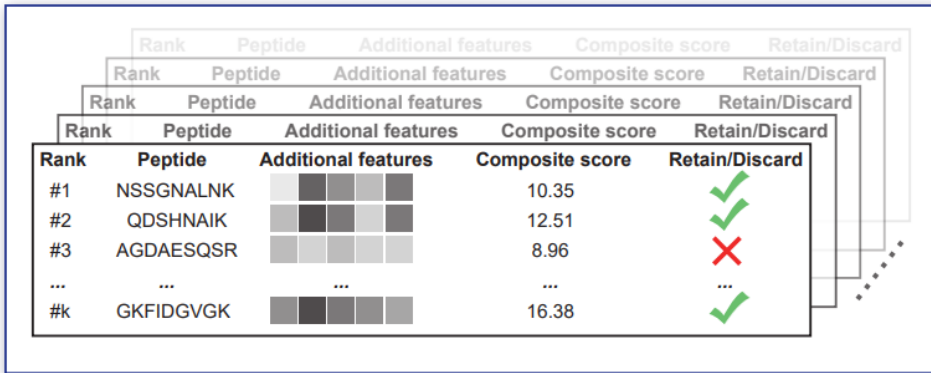 Rank Peptide Additional features Composite score Retain/Discard
Rank Peptide Additional features Composite score Retain/Discard
Rank Peptide Additional features Composite score Retain/Discard
Rank Peptide Additional features Composite score Retain/Discard
Rank Peptide Additional features Composite score Retain/Discard
#1 NSSGNALNK 10.35
#2 QDSHNAIK 12.51
#3 AGDAESQSR 8.96
... ... ... ... ...
#k GKFIDGVGK 16.38